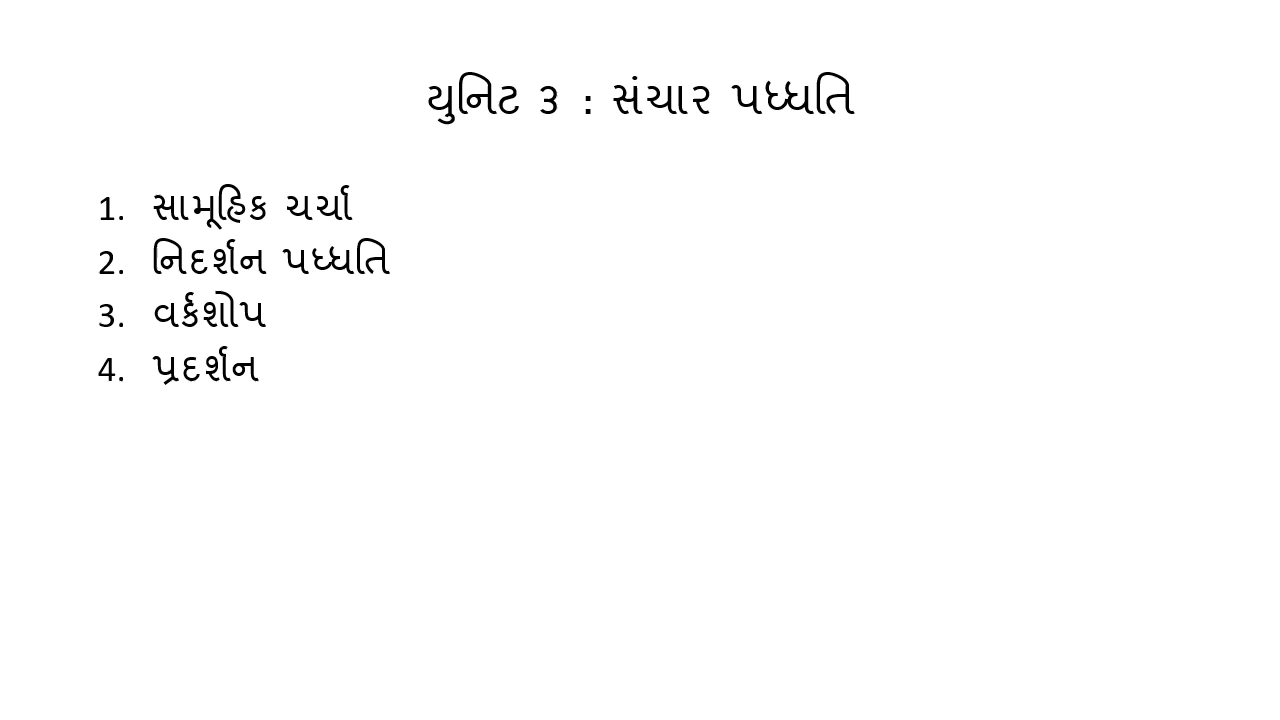 યુનિટ ૩ : સંચાર પધ્ધતિ
1. સામૂહિક ચર્ચા
2. નિદર્શન પધ્ધતિ
3. વર્કશોપ
4. પ્રદર્શન